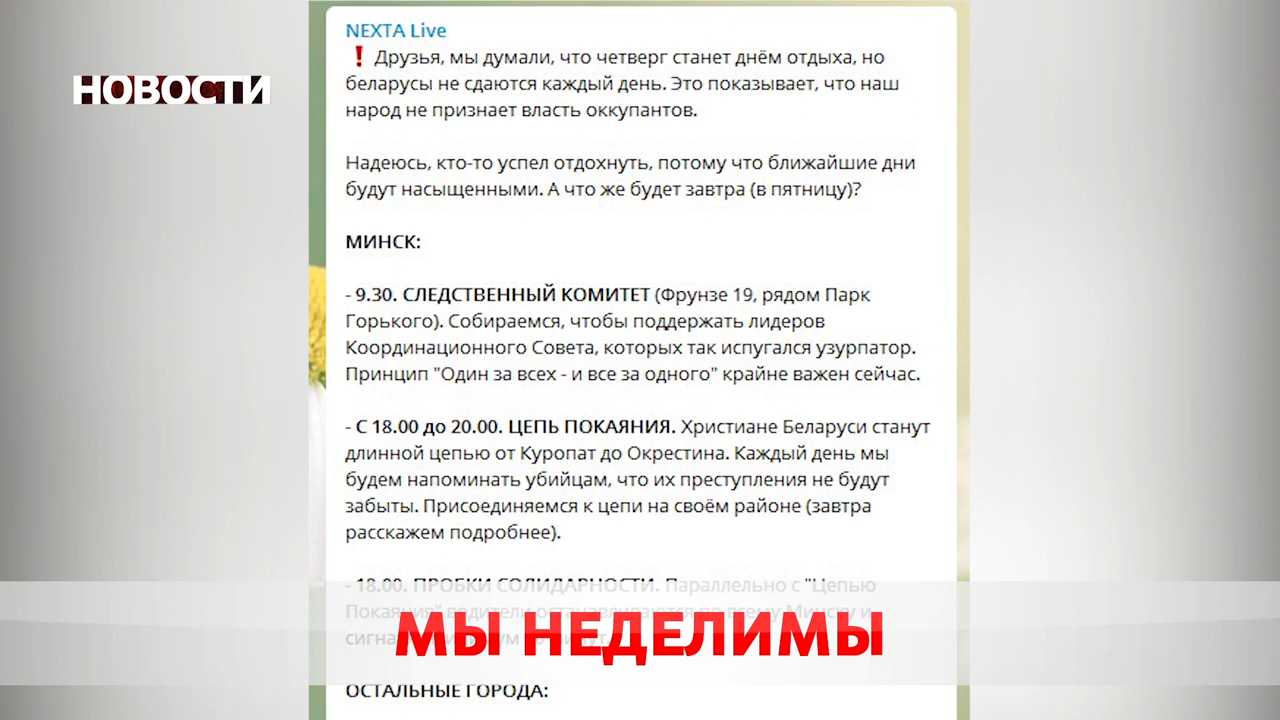 НОВОСТИ
NEXTA Live
❗ Друзья, мы думали, что четверг станет днём отдыха, но
беларусы не сдаются каждый день. Это показывает, что наш
народ не признает власть оккупантов.
Надеюсь, кто-то успел отдохнуть, потому что ближайшие дни
будут насыщенными. А что же будет завтра (в пятницу)?
МИНСК:
- 9.30. СЛЕДСТВЕННЫЙ КОМИТЕТ (Фрунзе 19, рядом Парк
Горького). Собираемся, чтобы поддержать лидеров
Координационного Совета, которых так испугался узурпатор.
Принцип "Один за всех - и все за одного" крайне важен сейчас.
- С 18.00 до 20.00. ЦЕПЬ ПОКАЯНИЯ. Христиане Беларуси станут
длинной цепью от Куропат до Окрестина. Каждый день мы
будем напоминать убийцам, что их преступления не будут
забыты. Присоединяемся к цепи на своём районе (завтра
расскажем подробнее).
- 18.00. ПРОБКИ СОЛИДАРНОСТИ. Параллельно с "Цепью
Покаяния" водители останавливаются по всему Минску и
МЫ НЕДЕЛИМЫ
ОСТАЛЬНЫЕ ГОРОДА: